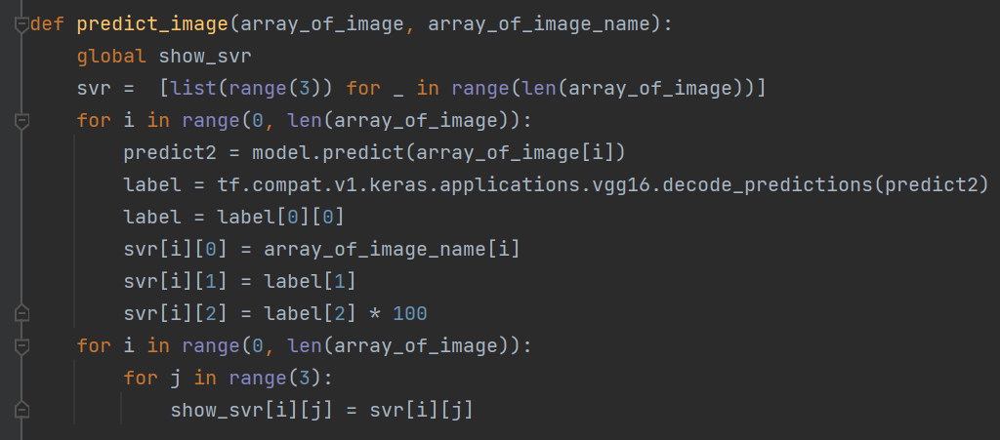 def predict_image(array_of_image, array_of_image_name):
    global show_svr
    svr =  [list(range(3)) for _ in range(len(array_of_image))]
    for i in range(0, len(array_of_image)):
        predict2 = model.predict(array_of_image[i])
        label = tf.compat.v1.keras.applications.vgg16.decode_predictions(predict2)
        label = label[0][0]
        svr[i][0] = array_of_image_name[i]
        svr[i][1] = label[1]
        svr[i][2] = label[2] * 100
    for i in range(0, len(array_of_image)):
        for j in range(3):
            show_svr[i][j] = svr[i][j]